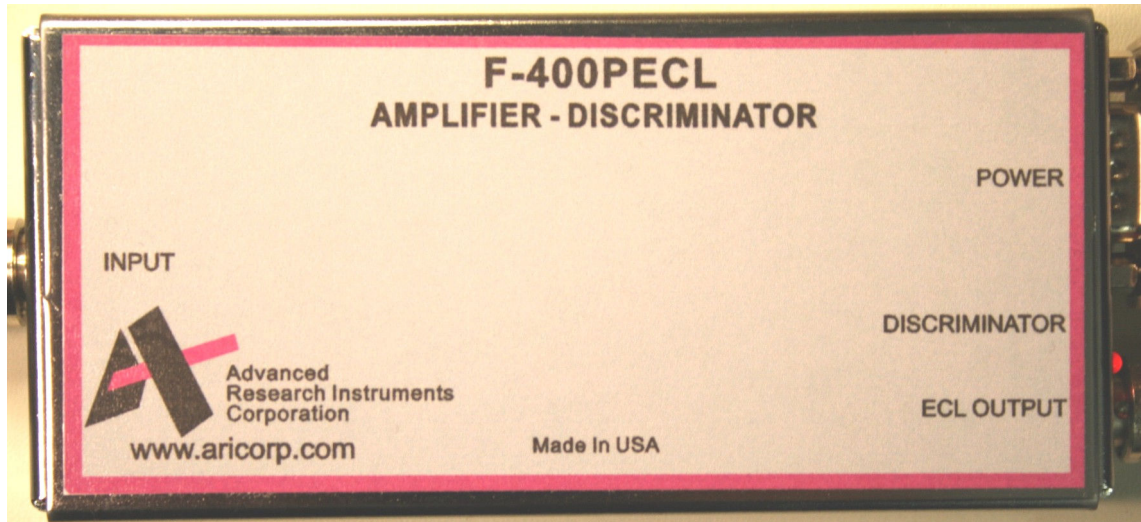 F-400PECL
AMPLIFIER - DISCRIMINATOR
POWER
INPUT
DISCRIMINATOR
Advanced
Research Instruments
Corporation
ECL OUTPUT
www.aricorp.com
Made In USA